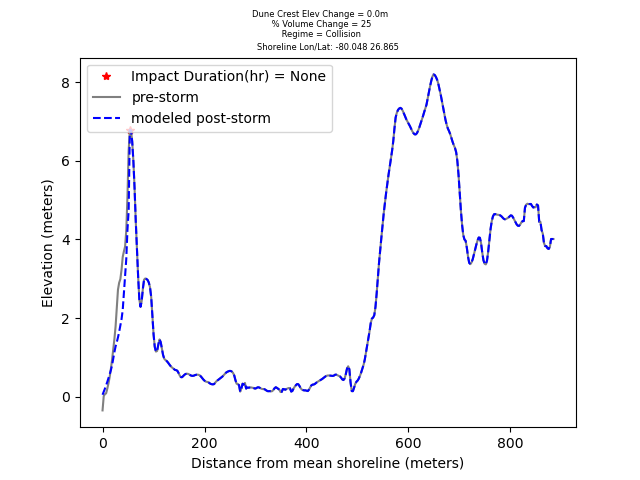 Dune Crest Elev Change = 0.0m
% Volume Change = 25
Regime = Collision
Shoreline Lon/Lat: -80.048 26.865
Impact Duration(hr) = None
pre-storm
modeled post-storm
8
6
4
2
0
Elevation (meters)
0 200 400 600 800
Distance from mean shoreline (meters)